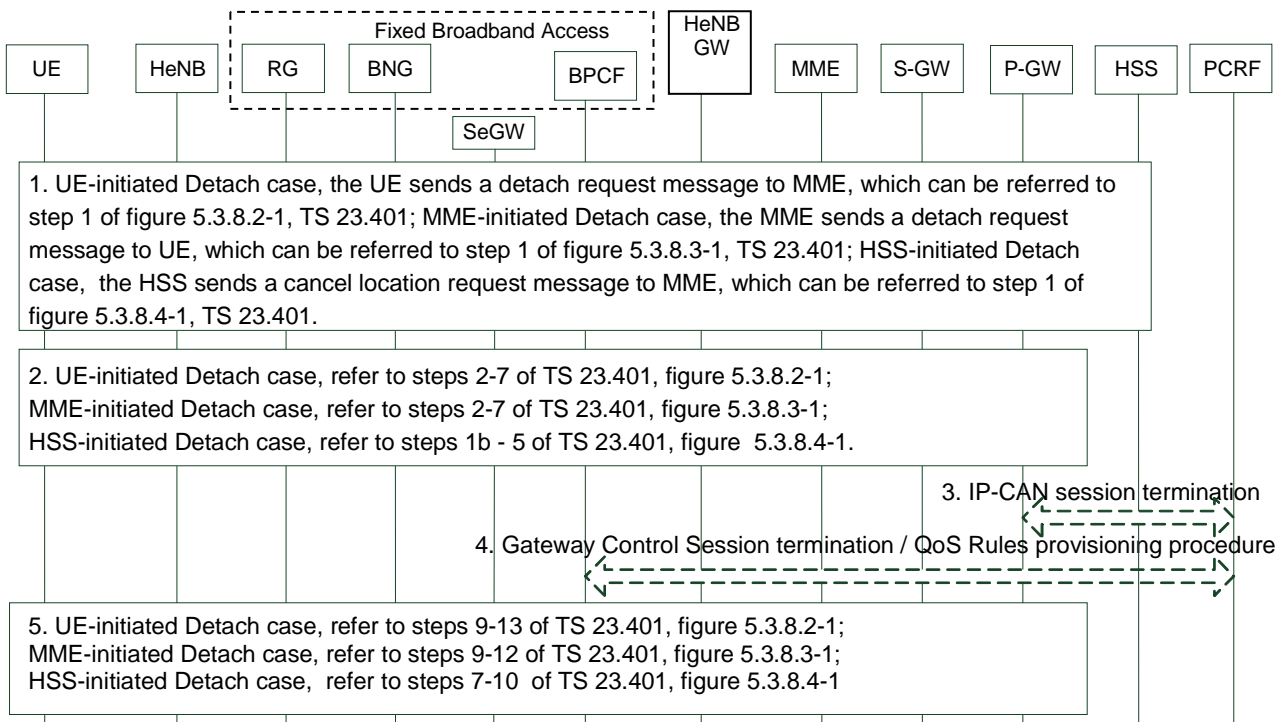 Fixed Broadband Access
HeNB
GW
UE
HeNB
RG
BNG
BPCF
MME
S-GW
P-GW
HSS
PCRF
SeGW
1. UE-initiated Detach case, the UE sends a detach request message to MME, which can be referred to
step 1 of figure 5.3.8.2-1, TS 23.401; MME-initiated Detach case, the MME sends a detach request
message to UE, which can be referred to step 1 of figure 5.3.8.3-1, TS 23.401; HSS-initiated Detach
case, the HSS sends a cancel location request message to MME, which can be referred to step 1 of
figure 5.3.8.4-1, TS 23.401.
2. UE-initiated Detach case, refer to steps 2-7 of TS 23.401, figure 5.3.8.2-1;
MME-initiated Detach case, refer to steps 2-7 of TS 23.401, figure 5.3.8.3-1;
HSS-initiated Detach case, refer to steps 1b - 5 of TS 23.401, figure 5.3.8.4-1.
3. IP-CAN session termination
4. Gateway Control Session termination / QoS Rules provisioning procedure
5. UE-initiated Detach case, refer to steps 9-13 of TS 23.401, figure 5.3.8.2-1;
MME-initiated Detach case, refer to steps 9-12 of TS 23.401, figure 5.3.8.3-1;
HSS-initiated Detach case, refer to steps 7-10 of TS 23.401, figure 5.3.8.4-1